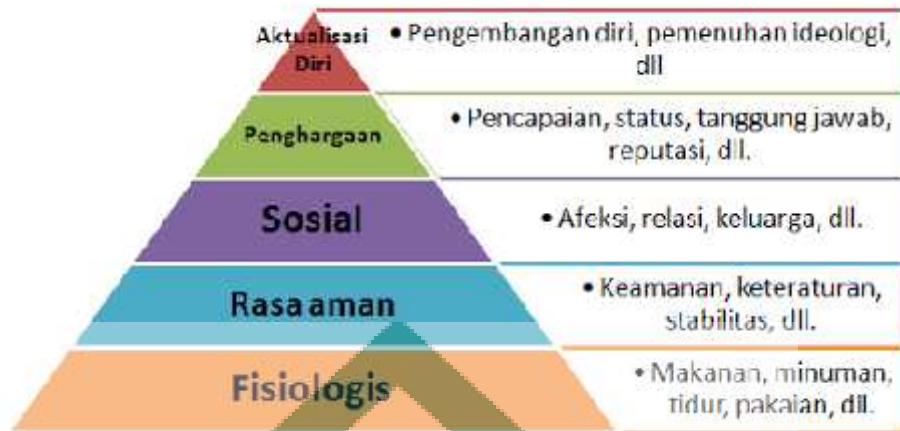 Aktualisasi
Diri
• Pengembangan diri, pemenuhan ideologi,
dll
Penghargaan
• Pencapaian, status, tanggung jawab,
reputasi, dll.
Sosial
• Afeksi, relasi, keluarga, dll.
Rasa aman
• Keamanan, keteraturan,
stabilitas, dll.
Fisiologis
• Makanan, minuman,
tidur, pakaian, dll.